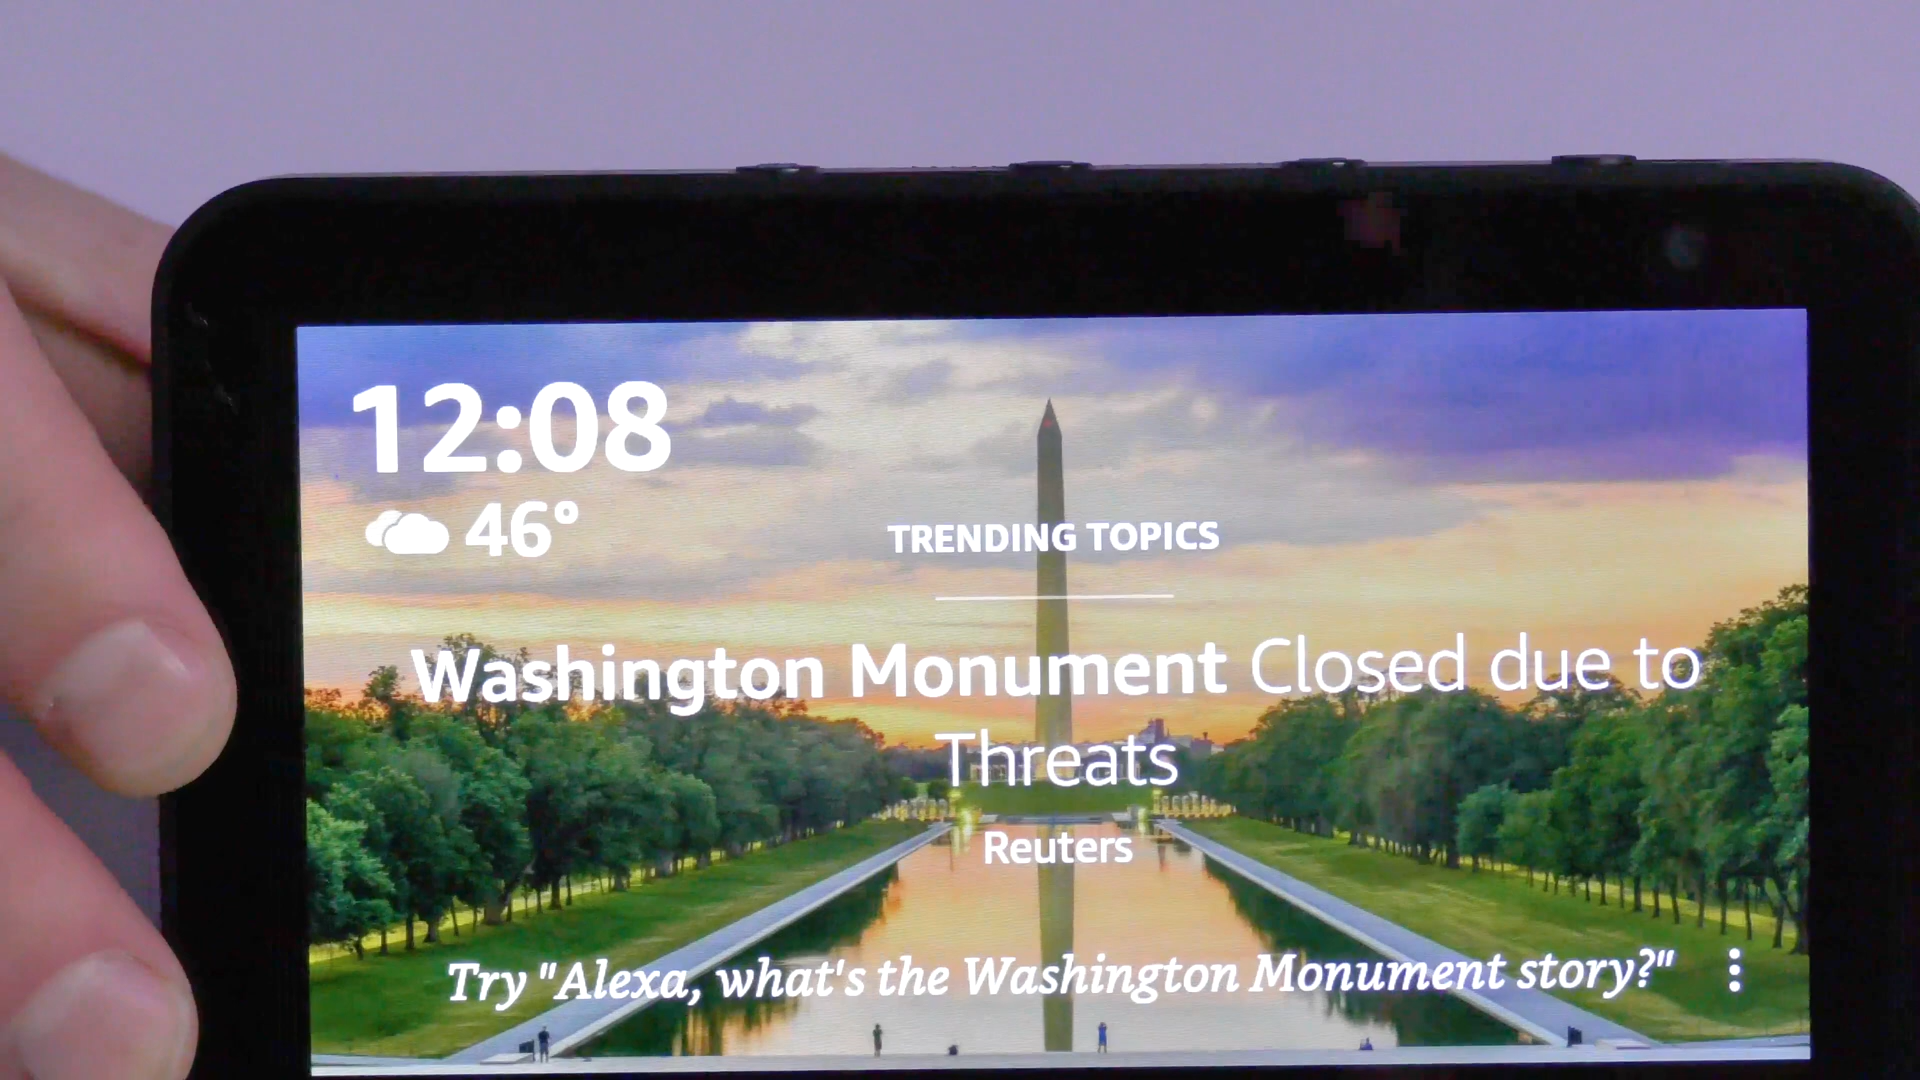 12:08
46°
TRENDING TOPICS
Washington Monument Closed due to
Threats
Reuters
Try "Alexa, what's the Washington Monument story?"